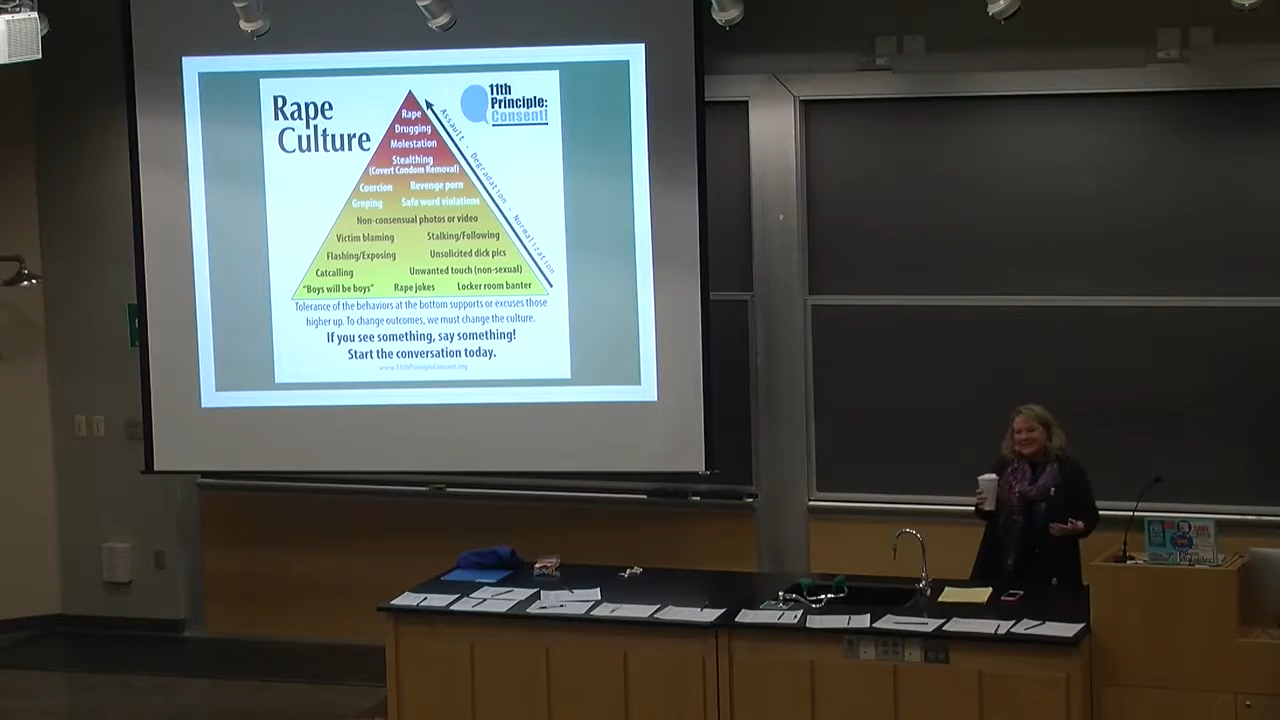 Rape
Culture
11th
Principle:
Consent!
Assault - Degradation - Normalization
Rape
Drugging
Molestation
Stealthing
(Covert Condom Removal)
Coercion Revenge porn
Groping Safe word violations
Non-consensual photos or video
Victim blaming Stalking/Following
Flashing/Exposing Unsolicited dick pics
Catcalling Unwanted touch (non-sexual)
"Boys will be boys" Rape jokes Locker room banter
Tolerance of the behaviors at the bottom supports or excuses those
higher up. To change outcomes, we must change the culture.
If you see something, say something!
Start the conversation today.
www.11thPrincipleConsent.org